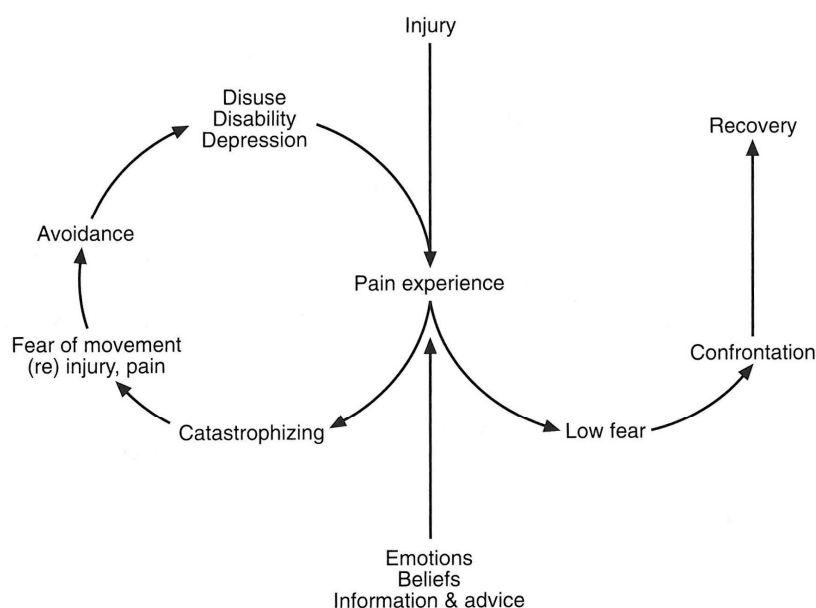 Injury
Disuse
Disability
Depression
Recovery
Avoidance
Pain experience
Fear of movement
(re) injury, pain
Confrontation
Catastrophizing
Low fear
Emotions
Beliefs
Information & advice